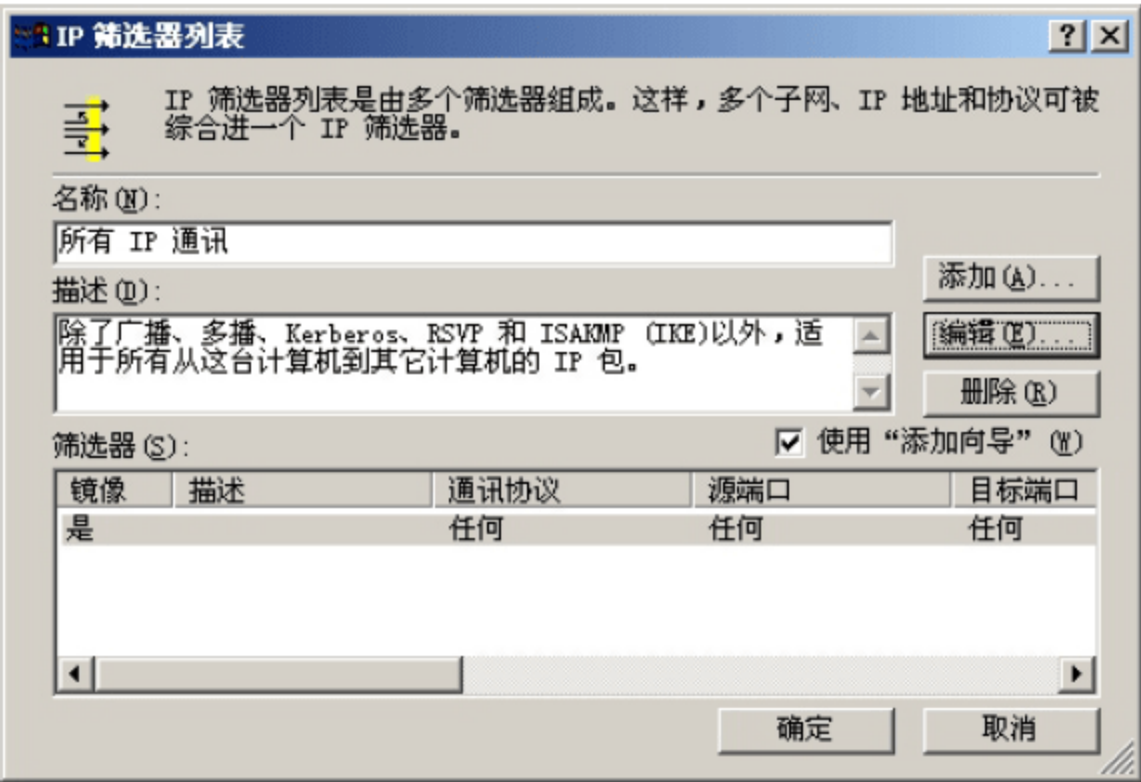 IP 筛选器列表
IP 筛选器列表是由多个筛选器组成。这样，多个子网、IP 地址和协议可被
综合进一个 IP 筛选器。
名称(N):
所有 IP 通讯
添加(A)...
描述(D):
除了广播、多播、Kerberos、RSVP 和 ISAKMP (IKE)以外，适
用于所有从这台计算机到其它计算机的 IP 包。
编辑(E)...
删除(R)
筛选器(S):
使用“添加向导” (W)
镜像 描述 通讯协议 源端口 目标端口
是 任何 任何 任何
确定 取消